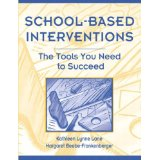 SCHOOL-BASED
INTERVENTIONS
The Tools You Need
to Succeed
Kathleen Lynne Lane
Margaret Beebe-Frankenberger